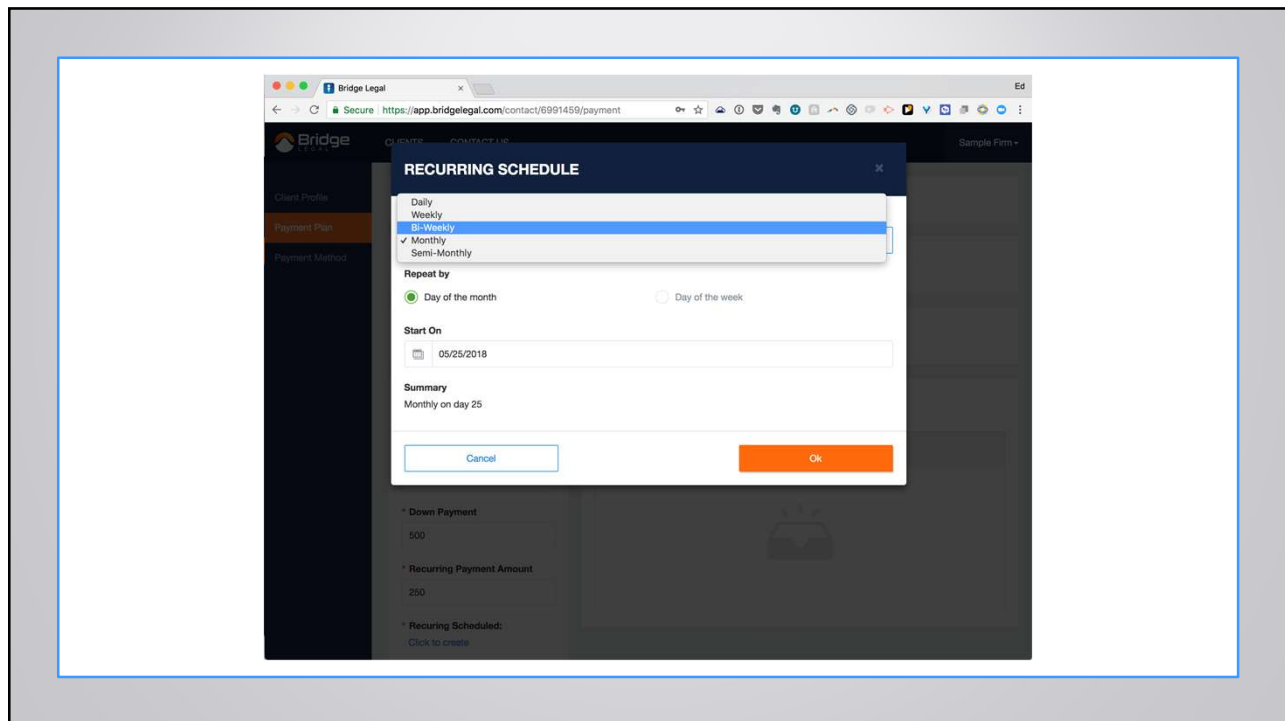 Bridge Legal
Ed
Secure https://app.bridgelegal.com/contact/6991459/payment
Bridge
LEGAL
CLIENTS CONTACT US
Sample Firm
RECURRING SCHEDULE
Client Profile
Payment Plan
Payment Method
Daily
Weekly
Bi-Weekly
✓ Monthly
Semi-Monthly
Repeat by
Day of the month Day of the week
Start On
05/25/2018
Summary
Monthly on day 25
Cancel Ok
* Down Payment
500
* Recurring Payment Amount
250
* Recuring Scheduled:
Click to create